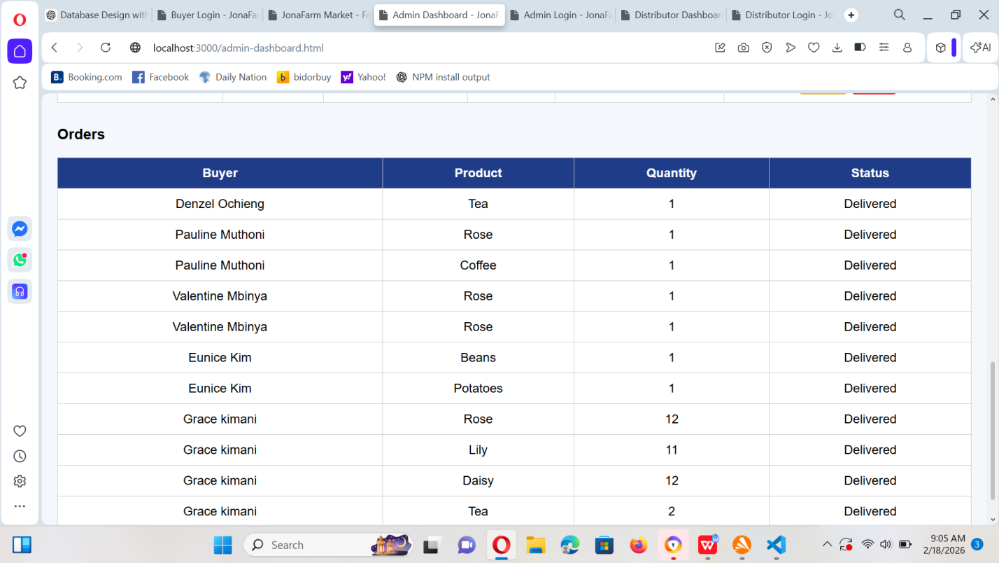 Database Design with
Buyer Login - JonaFar
JonaFarm Market - Fa
Admin Dashboard - JonaF
Admin Login - JonaFa
Distributor Dashboar
Distributor Login - Jo
localhost:3000/admin-dashboard.html
AI
B. Booking.com
Facebook
Daily Nation
b bidorbuy
y! Yahoo!
NPM install output
Orders
Buyer Product Quantity Status
Denzel Ochieng Tea 1 Delivered
Pauline Muthoni Rose 1 Delivered
Pauline Muthoni Coffee 1 Delivered
Valentine Mbinya Rose 1 Delivered
Valentine Mbinya Rose 1 Delivered
Eunice Kim Beans 1 Delivered
Eunice Kim Potatoes 1 Delivered
Grace kimani Rose 12 Delivered
Grace kimani Lily 11 Delivered
Grace kimani Daisy 12 Delivered
Grace kimani Tea 2 Delivered
Search
W
9:05 AM
2/18/2026
3